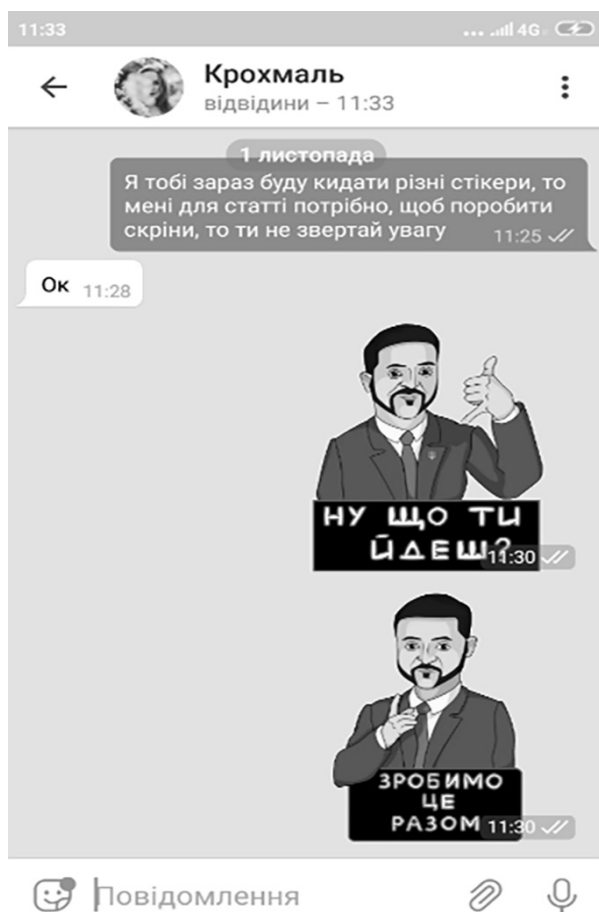 11:33
4G
Крохмаль
відвідини – 11:33
1 листопада
Я тобі зараз буду кидати різні стікери, то
мені для статті потрібно, щоб поробити
скріни, то ти не звертай увагу 11:25
Ок 11:28
НУ ЩО ТИ
ЙДЕШ?
11:30
ЗРОБИМО
ЦЕ
РАЗОМ
11:30
Повідомлення